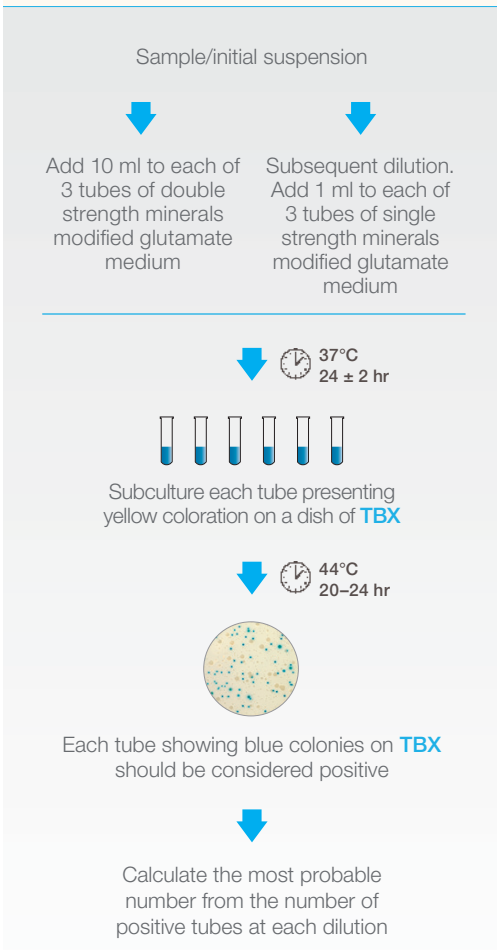 Sample/initial suspension
Add 10 ml to each of
3 tubes of double
strength minerals
modified glutamate
medium
Subsequent dilution.
Add 1 ml to each of
3 tubes of single
strength minerals
modified glutamate
medium
37°C
24 ± 2 hr
Subculture each tube presenting
yellow coloration on a dish of TBX
44°C
20–24 hr
Each tube showing blue colonies on TBX
should be considered positive
Calculate the most probable
number from the number of
positive tubes at each dilution